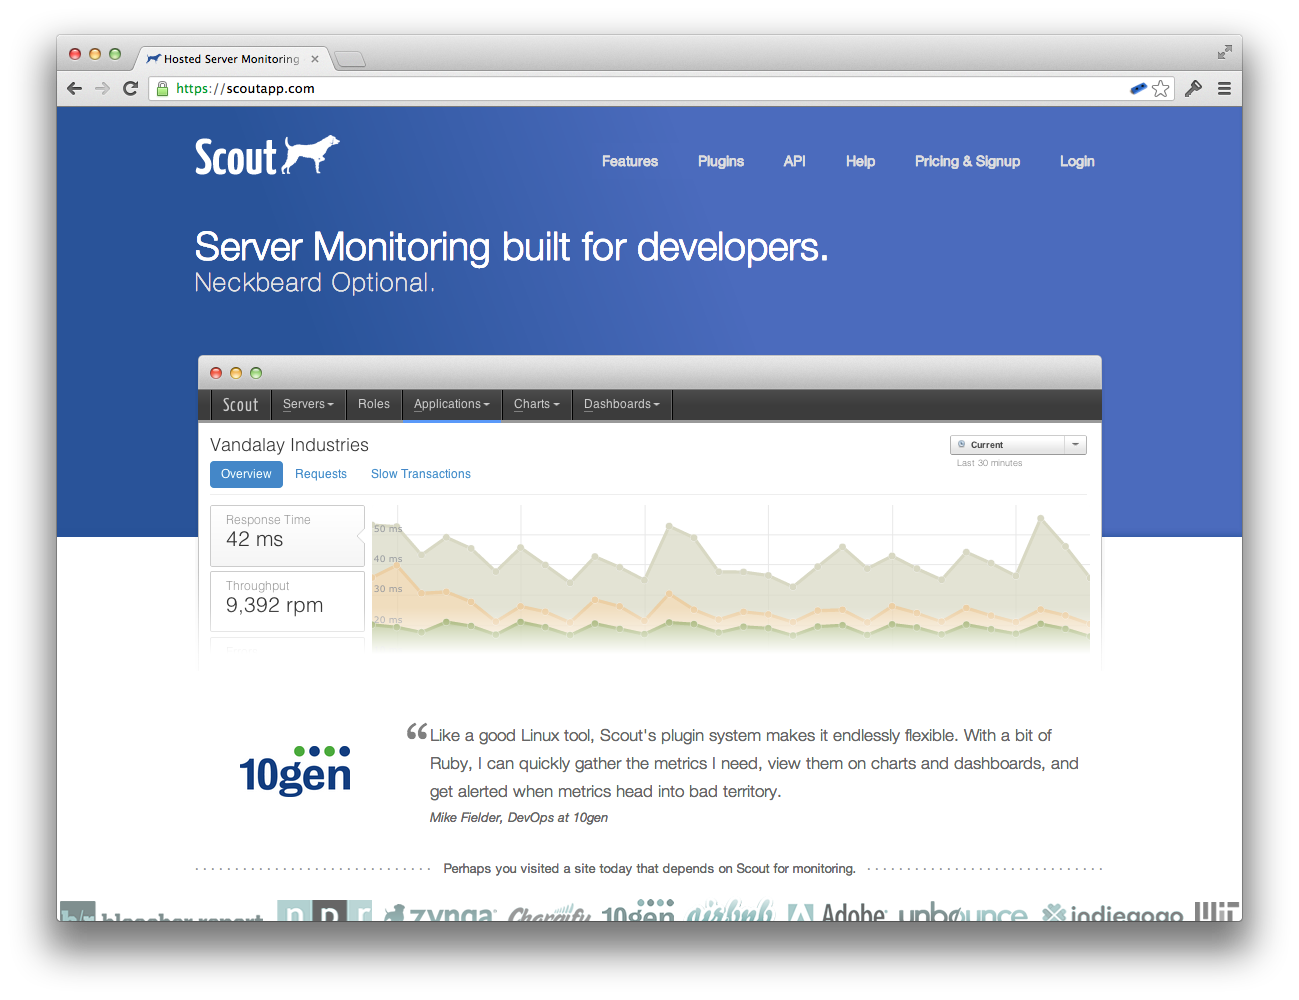 Hosted Server Monitoring
https://scoutapp.com
Scout
Features Plugins API Help Pricing & Signup Login
Server Monitoring built for developers.
Neckbeard Optional.
Scout Servers Roles Applications Charts Dashboards
Vandalay Industries
Current
Last 30 minutes
Overview Requests Slow Transactions
Response Time
42 ms
Throughput
9,392 rpm
50 ms
40 ms
30 ms
20 ms
10gen
“Like a good Linux tool, Scout's plugin system makes it endlessly flexible. With a bit of
Ruby, I can quickly gather the metrics I need, view them on charts and dashboards, and
get alerted when metrics head into bad territory.
Mike Fielder, DevOps at 10gen
Perhaps you visited a site today that depends on Scout for monitoring.
b/r bleacher report npr zynga Chargify 10gen airbnb Adobe unbounce indiegogo MIT